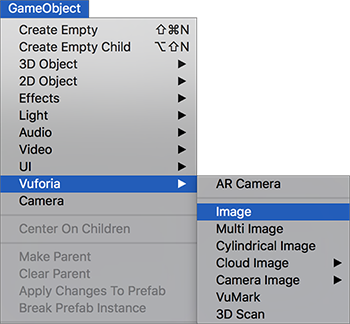 GameObject
Create Empty ⇧⌘N
Create Empty Child ⌥⇧N
3D Object ▶
2D Object ▶
Effects ▶
Light ▶
Audio ▶
Video ▶
UI ▶
Vuforia ▶
Camera
Center On Children
Make Parent
Clear Parent
Apply Changes To Prefab
Break Prefab Instance
AR Camera
Image
Multi Image
Cylindrical Image
Cloud Image ▶
Camera Image ▶
VuMark
3D Scan